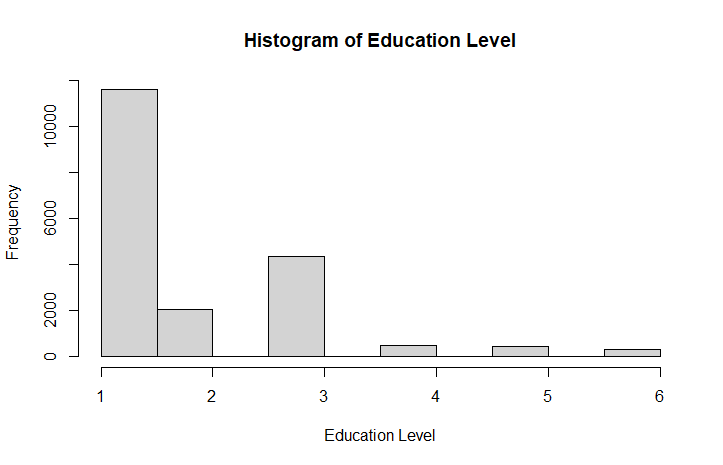 Histogram of Education Level
Frequency
10000
6000
2000
0
1 2 3 4 5 6
Education Level